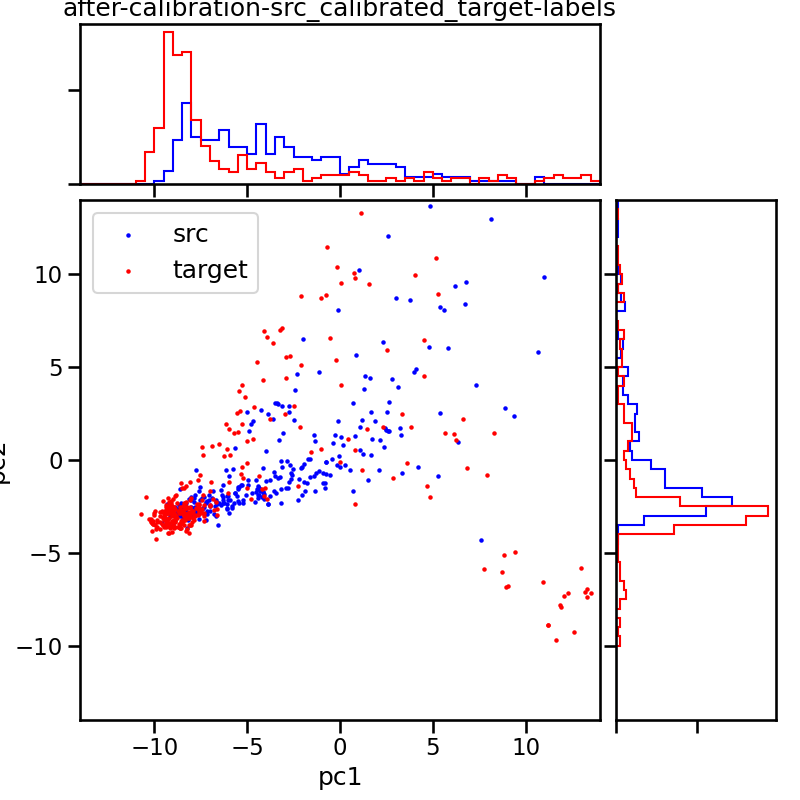 after-calibration-src_calibrated_target-labels
src
target
10
5
0
−5
−10
pc2
−10
−5
0
5
10
pc1